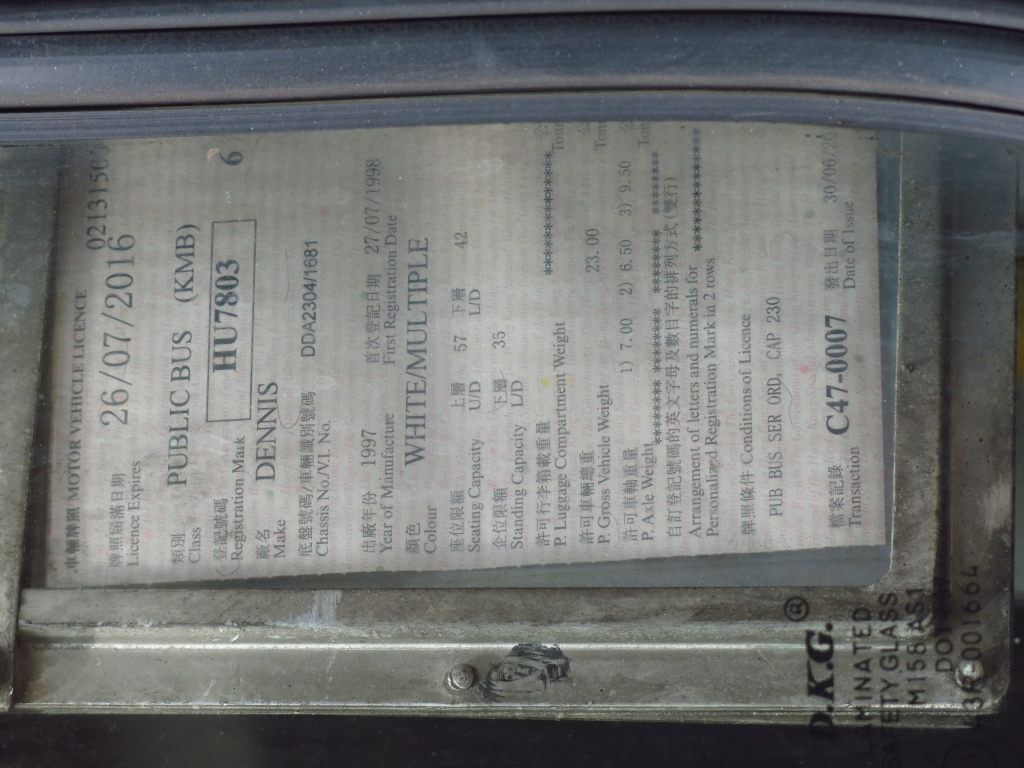 車輛牌照 MOTOR VEHICLE LICENCE
牌照屆滿日期 26/07/2016 0213150
Licence Expires
類別 PUBLIC BUS (KMB) 6
Class
登記號碼 HU7803
Registration Mark
廠名 DENNIS
Make
底盤號碼/車輛識別號碼 DDA2304/1681
Chassis No./V.I. No.
出廠年份 1997 首次登記日期 27/07/1998
Year of Manufacture First Registration Date
顏色 WHITE/MULTIPLE
Colour
座位限額 上層 57 下層 42
Seating Capacity U/D L/D
企位限額 下層 35
Standing Capacity L/D
許可行李箱載重量 **************
P. Luggage Compartment Weight
許可車輛總重 23.00
P. Gross Vehicle Weight
許可車軸重量 1) 7.00 2) 6.50 3) 9.50
P. Axle Weight ******** ******** ******** ********
自訂登記號碼的英文字母及數目字的排列方式(雙行)
Arrangement of letters and numerals for
Personalized Registration Mark in 2 rows **************
牌照條件 Conditions of Licence
PUB BUS SER ORD, CAP 230
檔案記錄 C47-0007 發出日期 30/06/
Transaction Date of Issue
D.K.G.®
LAMINATED
SAFETY GLASS
M158 AS1
43R-001664